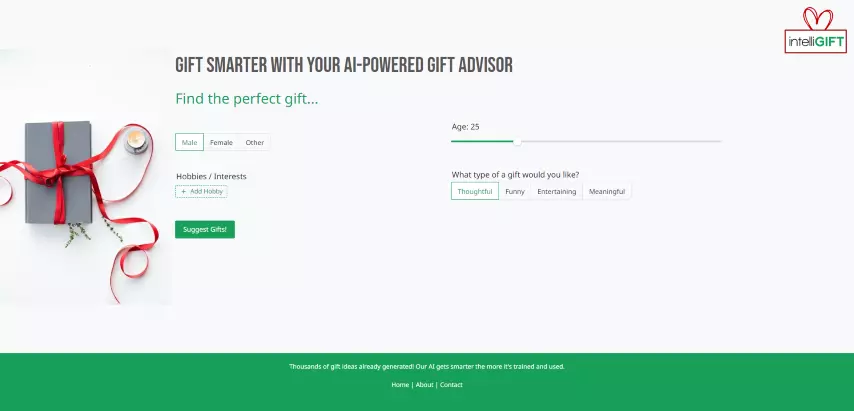 intelliGIFT
GIFT SMARTER WITH YOUR AI-POWERED GIFT ADVISOR
Find the perfect gift...
Male Female Other
Age: 25
Hobbies / Interests
+ Add Hobby
What type of a gift would you like?
Thoughtful Funny Entertaining Meaningful
Suggest Gifts!
Thousands of gift ideas already generated! Our AI gets smarter the more it's trained and used.
Home | About | Contact